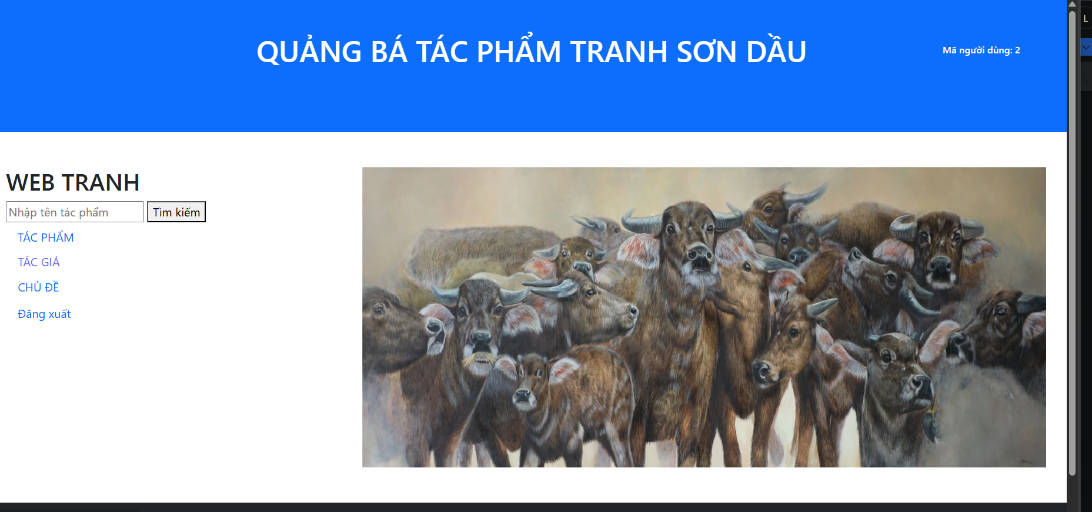 QUẢNG BÁ TÁC PHẨM TRANH SƠN DẦU
Mã người dùng: 2
WEB TRANH
Nhập tên tác phẩm
Tìm kiếm
TÁC PHẨM
TÁC GIẢ
CHỦ ĐỀ
Đăng xuất
L